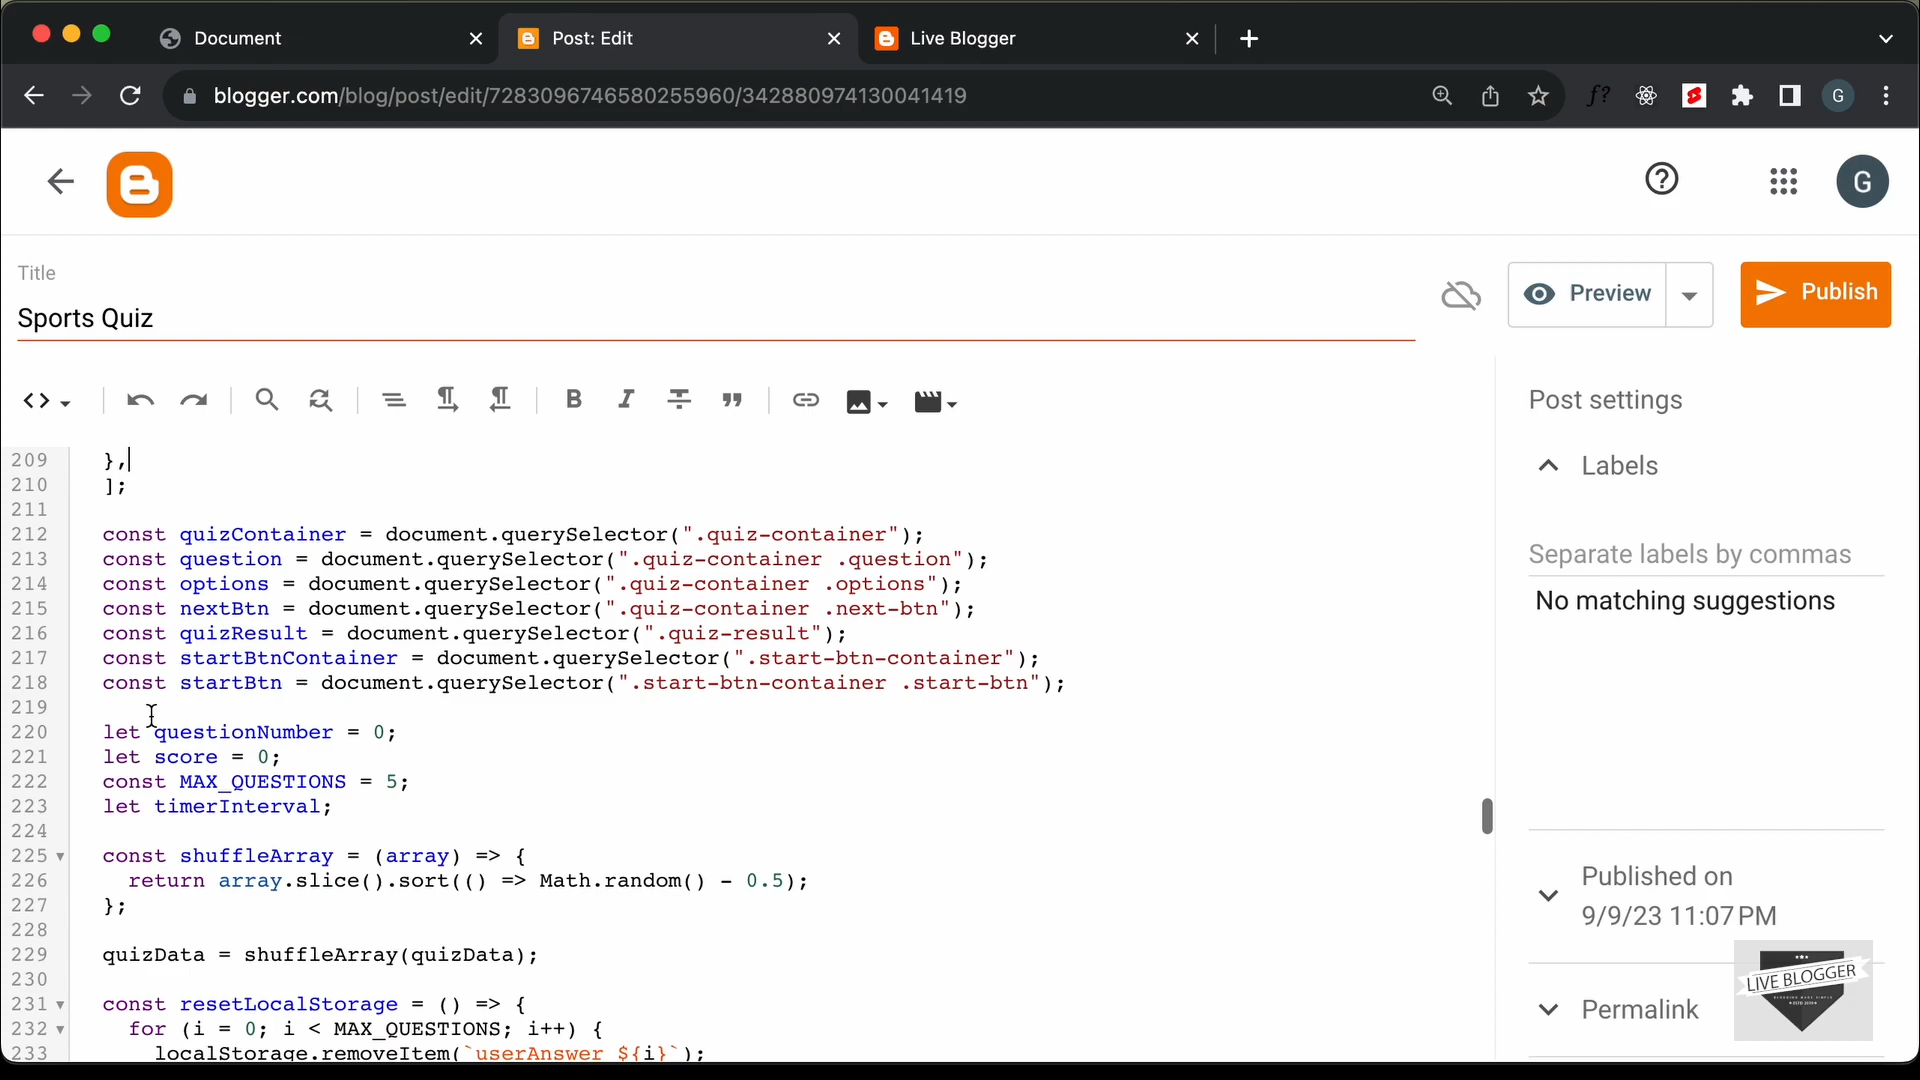 Document
Post: Edit
Live Blogger
blogger.com/blog/post/edit/7283096746580255960/342880974130041419
f?
G
G
Title
Sports Quiz
Preview
Publish
Post settings
Labels
Separate labels by commas
No matching suggestions
Published on
9/9/23 11:07 PM
Permalink
209 },
210 ];
211
212 const quizContainer = document.querySelector(".quiz-container");
213 const question = document.querySelector(".quiz-container .question");
214 const options = document.querySelector(".quiz-container .options");
215 const nextBtn = document.querySelector(".quiz-container .next-btn");
216 const quizResult = document.querySelector(".quiz-result");
217 const startBtnContainer = document.querySelector(".start-btn-container");
218 const startBtn = document.querySelector(".start-btn-container .start-btn");
219
220 let questionNumber = 0;
221 let score = 0;
222 const MAX_QUESTIONS = 5;
223 let timerInterval;
224
225 const shuffleArray = (array) => {
226 return array.slice().sort(() => Math.random() - 0.5);
227 };
228
229 quizData = shuffleArray(quizData);
230
231 const resetLocalStorage = () => {
232 for (i = 0; i < MAX_QUESTIONS; i++) {
233 localStorage.removeItem(`userAnswer_${i}`);
LIVE BLOGGER